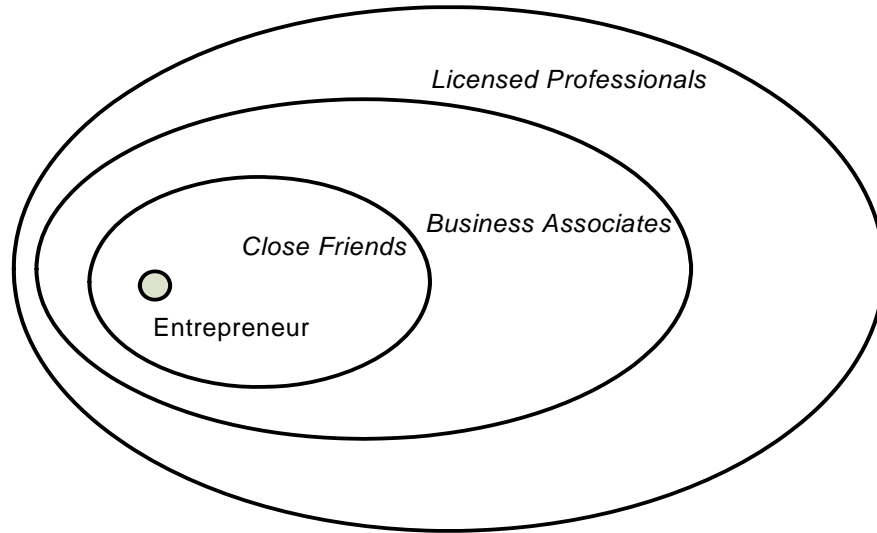 Licensed Professionals
Business Associates
Close Friends
Entrepreneur